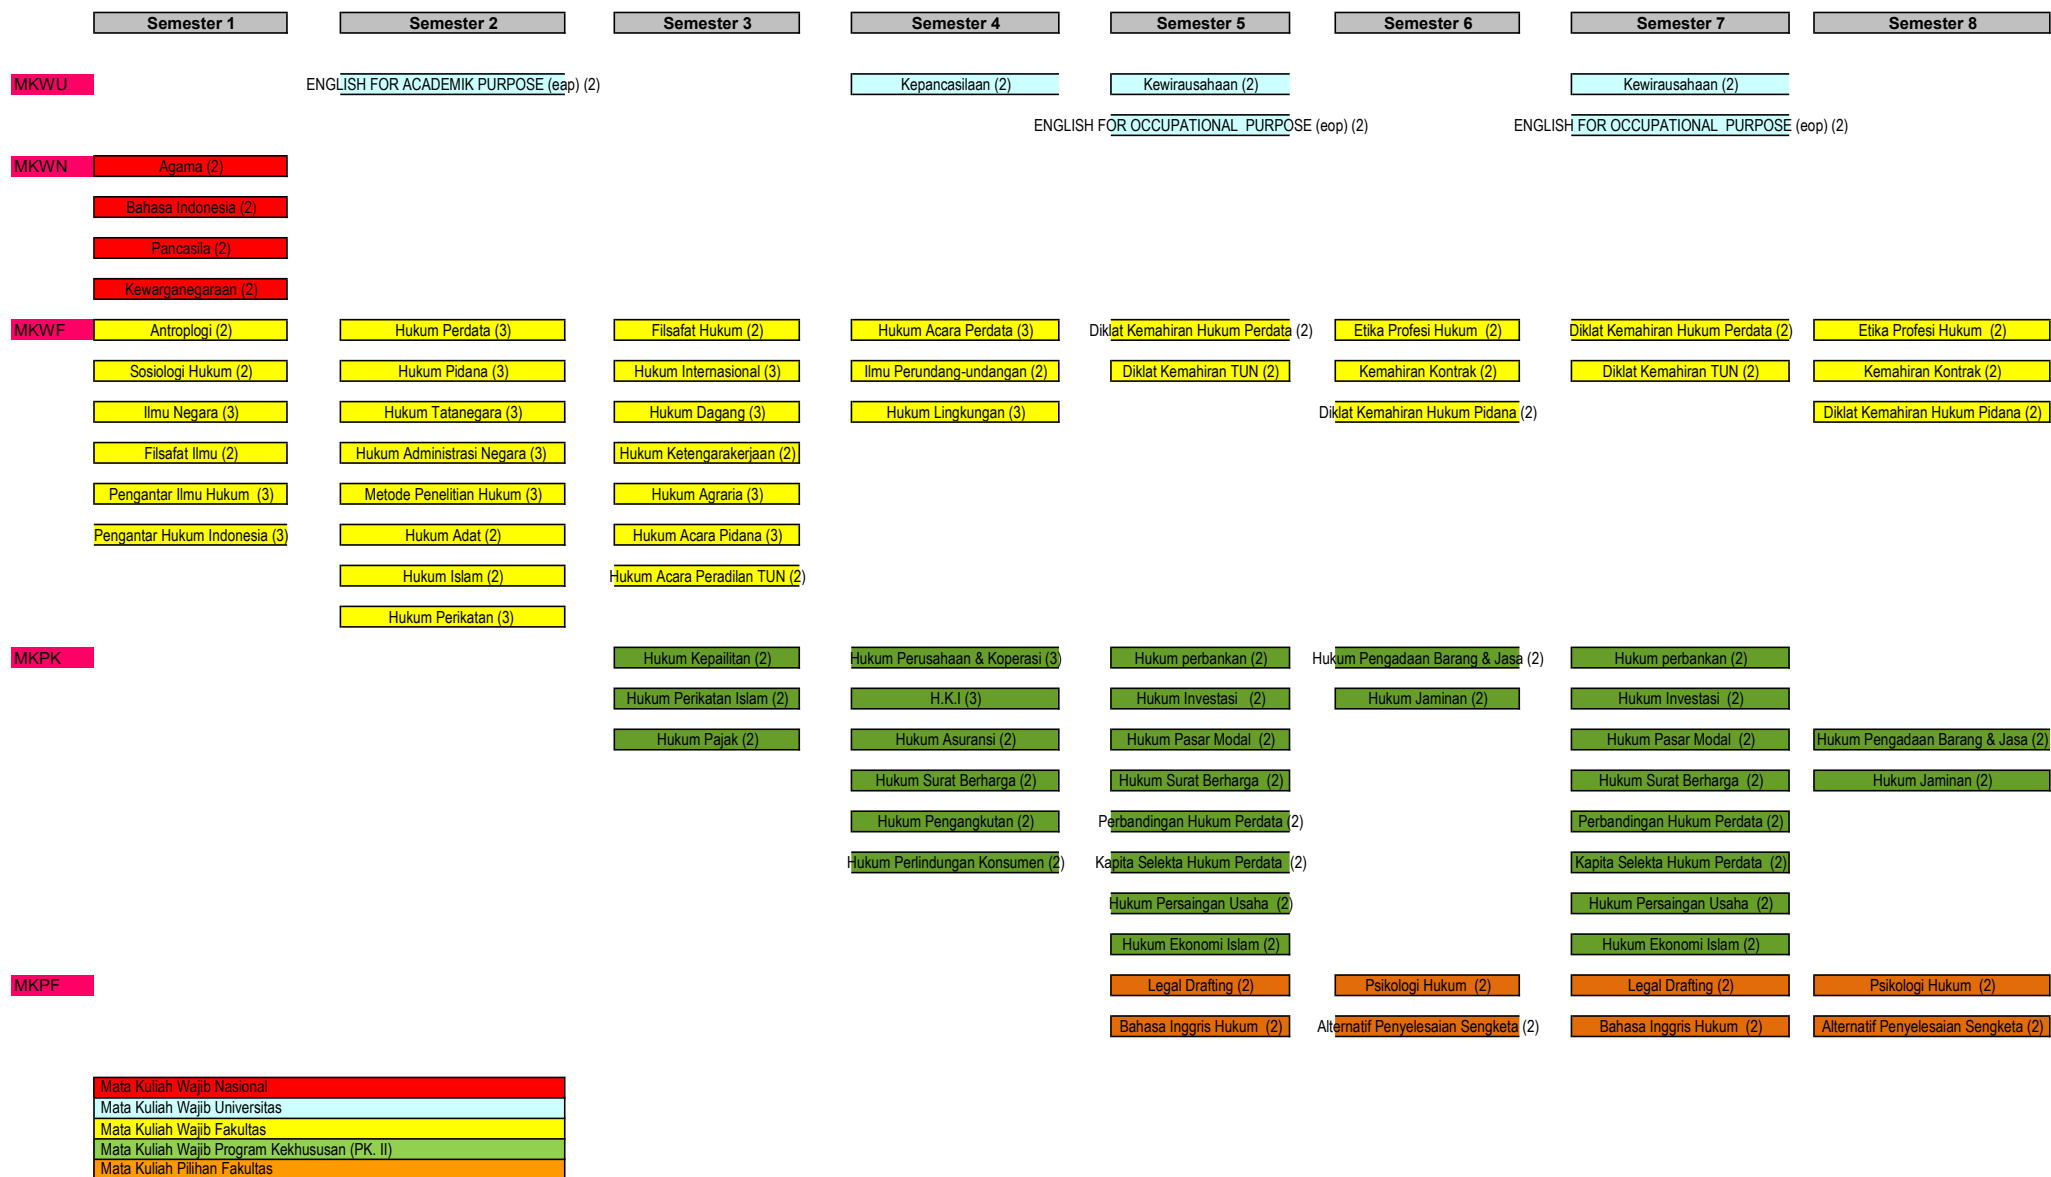 Semester 1 Semester 2 Semester 3 Semester 4 Semester 5 Semester 6 Semester 7 Semester 8
MKWU ENGLISH FOR ACADEMIK PURPOSE (eap) (2) Kepancasilaan (2) Kewirausahaan (2) Kewirausahaan (2)
ENGLISH FOR OCCUPATIONAL PURPOSE (eop) (2) ENGLISH FOR OCCUPATIONAL PURPOSE (eop) (2)
MKWN Agama (2)
Bahasa Indonesia (2)
Pancasila (2)
Kewarganegaraan (2)
MKWF Antroplogi (2) Hukum Perdata (3) Filsafat Hukum (2) Hukum Acara Perdata (3) Diklat Kemahiran Hukum Perdata (2) Etika Profesi Hukum (2) Diklat Kemahiran Hukum Perdata (2) Etika Profesi Hukum (2)
Sosiologi Hukum (2) Hukum Pidana (3) Hukum Internasional (3) Ilmu Perundang-undangan (2) Diklat Kemahiran TUN (2) Kemahiran Kontrak (2) Diklat Kemahiran TUN (2) Kemahiran Kontrak (2)
Ilmu Negara (3) Hukum Tatanegara (3) Hukum Dagang (3) Hukum Lingkungan (3) Diklat Kemahiran Hukum Pidana (2) Diklat Kemahiran Hukum Pidana (2)
Filsafat Ilmu (2) Hukum Administrasi Negara (3) Hukum Ketengarakerjaan (2)
Pengantar Ilmu Hukum (3) Metode Penelitian Hukum (3) Hukum Agraria (3)
Pengantar Hukum Indonesia (3) Hukum Adat (2) Hukum Acara Pidana (3)
Hukum Islam (2) Hukum Acara Peradilan TUN (2)
Hukum Perikatan (3)
MKPK Hukum Kepailitan (2) Hukum Perusahaan & Koperasi (3) Hukum perbankan (2) Hukum Pengadaan Barang & Jasa (2) Hukum perbankan (2)
Hukum Perikatan Islam (2) H.K.I (3) Hukum Investasi (2) Hukum Jaminan (2) Hukum Investasi (2)
Hukum Pajak (2) Hukum Asuransi (2) Hukum Pasar Modal (2) Hukum Pasar Modal (2) Hukum Pengadaan Barang & Jasa (2)
Hukum Surat Berharga (2) Hukum Surat Berharga (2) Hukum Surat Berharga (2) Hukum Jaminan (2)
Hukum Pengangkutan (2) Perbandingan Hukum Perdata (2) Perbandingan Hukum Perdata (2)
Hukum Perlindungan Konsumen (2) Kapita Selekta Hukum Perdata (2) Kapita Selekta Hukum Perdata (2)
Hukum Persaingan Usaha (2) Hukum Persaingan Usaha (2)
Hukum Ekonomi Islam (2) Hukum Ekonomi Islam (2)
MKPF Legal Drafting (2) Psikologi Hukum (2) Legal Drafting (2) Psikologi Hukum (2)
Bahasa Inggris Hukum (2) Alternatif Penyelesaian Sengketa (2) Bahasa Inggris Hukum (2) Alternatif Penyelesaian Sengketa (2)
Mata Kuliah Wajib Nasional
Mata Kuliah Wajib Universitas
Mata Kuliah Wajib Fakultas
Mata Kuliah Wajib Program Kekhususan (PK. II)
Mata Kuliah Pilihan Fakultas